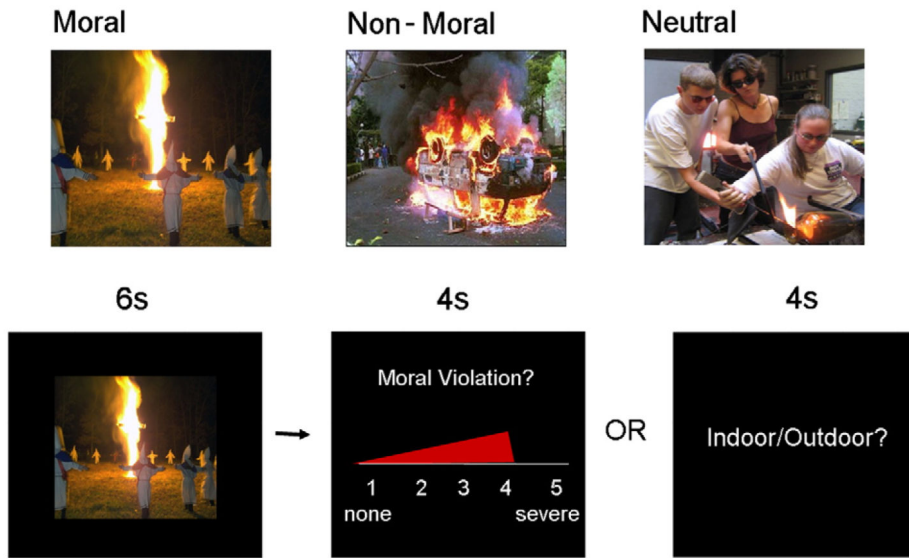 Moral
Non - Moral
Neutral
6s
4s
4s
Moral Violation?
1 2 3 4 5
none severe
OR
Indoor/Outdoor?